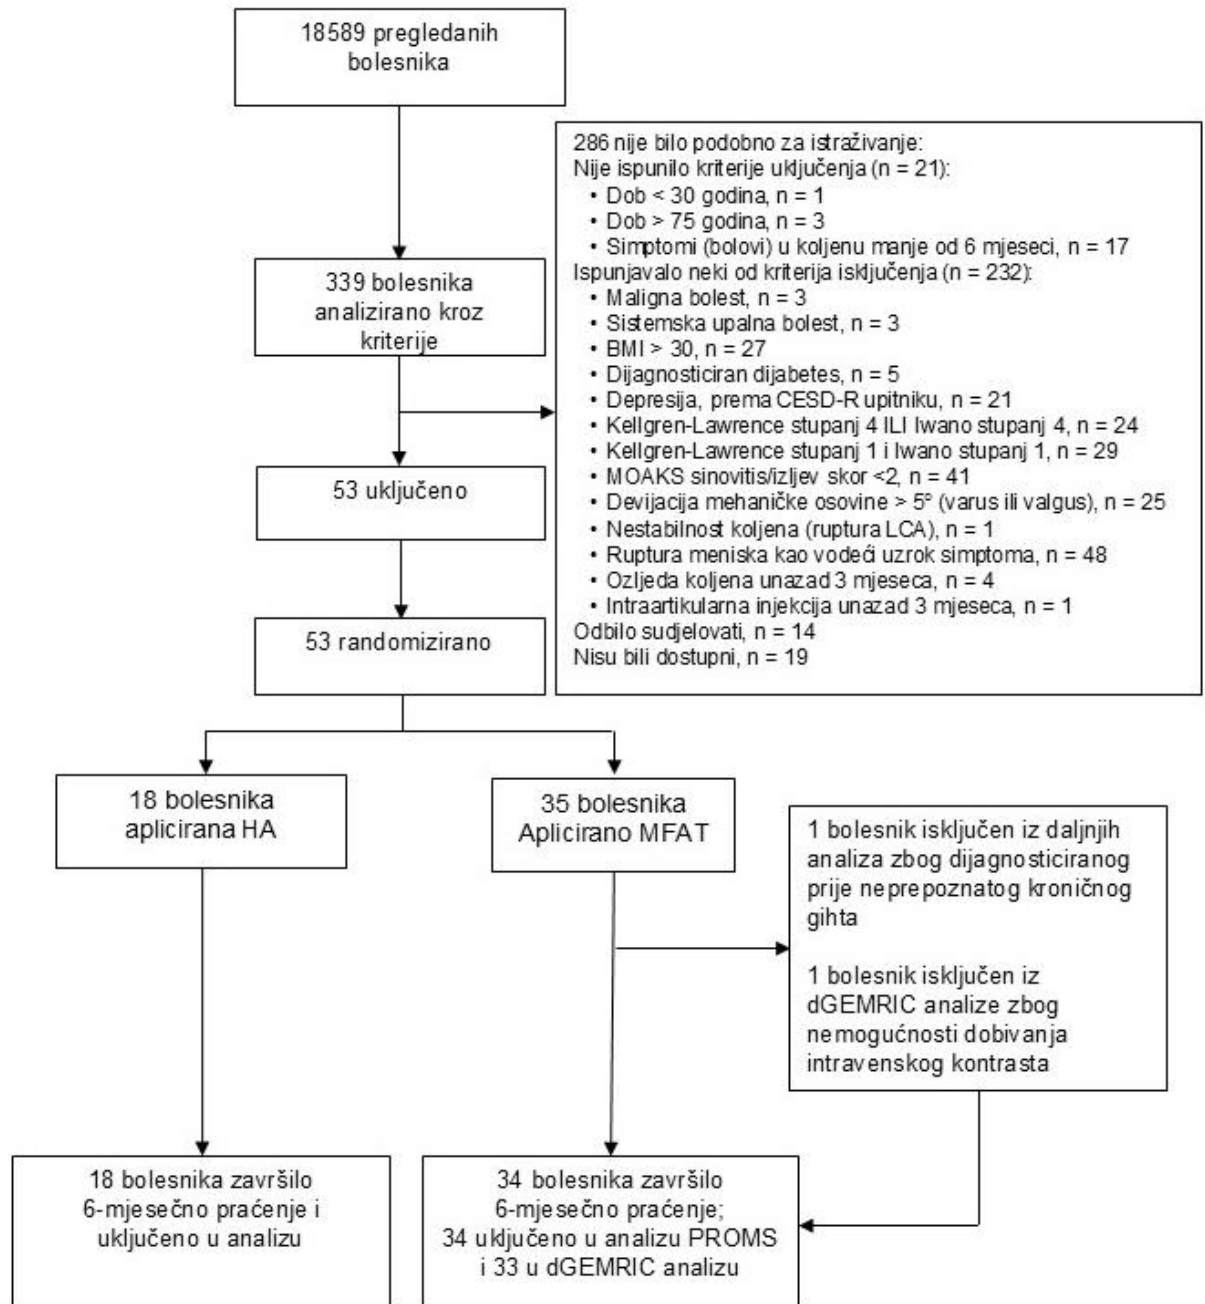 18589 pregledanih
bolesnika
286 nije bilo podobno za istraživanje:
Nije ispunilo kriterije uključenja (n = 21):
• Dob < 30 godina, n = 1
• Dob > 75 godina, n = 3
• Simptomi (bolovi) u koljenu manje od 6 mjeseci, n = 17
Ispunjavalo neki od kriterija isključenja (n = 232):
• Maligna bolest, n = 3
• Sistemska upalna bolest, n = 3
• BMI > 30, n = 27
• Dijagnosticiran dijabetes, n = 5
• Depresija, prema CESD-R upitniku, n = 21
• Kellgren-Lawrence stupanj 4 ILI Iwano stupanj 4, n = 24
• Kellgren-Lawrence stupanj 1 i Iwano stupanj 1, n = 29
• MOAKS sinovitis/izljev skor <2, n = 41
• Devijacija mehaničke osovine > 5° (varus ili valgus), n = 25
• Nestabilnost koljena (ruptura LCA), n = 1
• Ruptura meniska kao vodeći uzrok simptoma, n = 48
• Ozljeda koljena unazad 3 mjeseca, n = 4
• Intraartikularna injekcija unazad 3 mjeseca, n = 1
Odbilo sudjelovati, n = 14
Nisu bili dostupni, n = 19
339 bolesnika
analizirano kroz
kriterije
53 uključeno
53 randomizirano
18 bolesnika
aplicirana HA
35 bolesnika
Aplicirano MFAT
1 bolesnik isključen iz daljnjih
analiza zbog dijagnosticiranog
prije neprepoznatog kroničnog
gihta
1 bolesnik isključen iz
dGEMRIC analize zbog
nemogućnosti dobivanja
intravenskog kontrasta
18 bolesnika završilo
6-mjesečno praćenje i
uključeno u analizu
34 bolesnika završilo
6-mjesečno praćenje;
34 uključeno u analizu PROMS
i 33 u dGEMRIC analizu